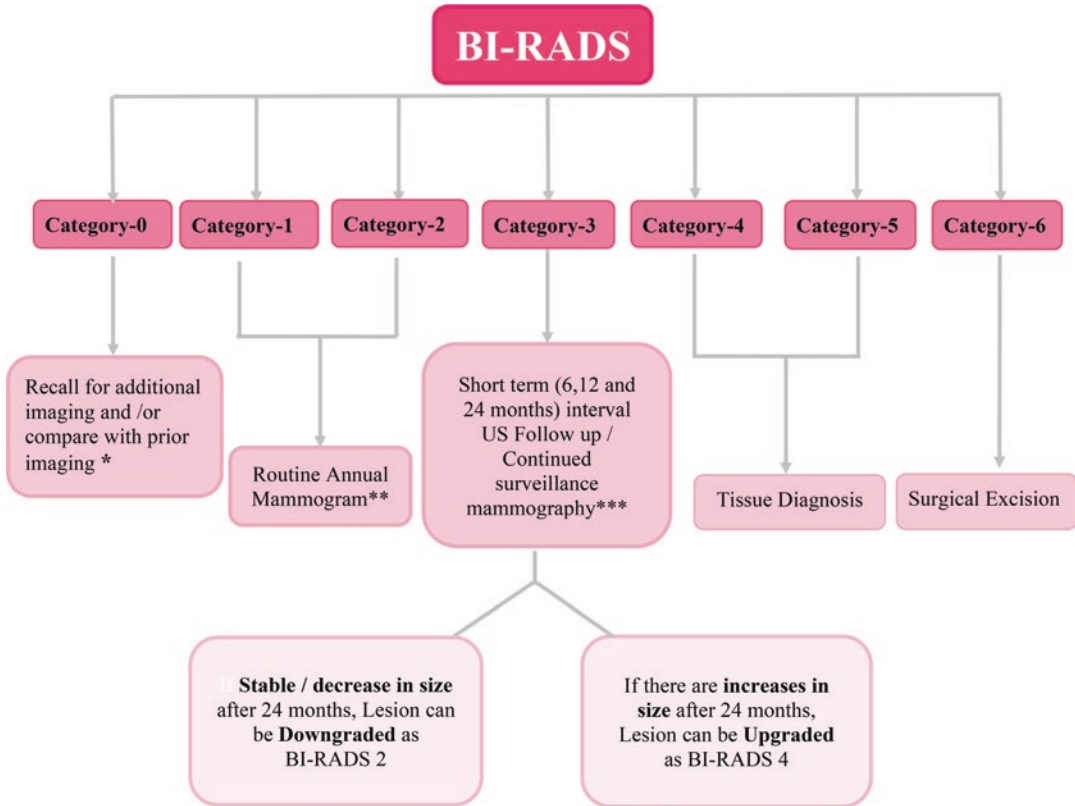 BI-RADS
Category-0
Category-1
Category-2
Category-3
Category-4
Category-5
Category-6
Recall for additional
imaging and /or
compare with prior
imaging *
Routine Annual
Mammogram**
Short term (6,12 and
24 months) interval
US Follow up /
Continued
surveillance
mammography***
Tissue Diagnosis
Surgical Excision
If Stable / decrease in size
after 24 months, Lesion can
be Downgraded as
BI-RADS 2
If there are increases in
size after 24 months,
Lesion can be Upgraded
as BI-RADS 4